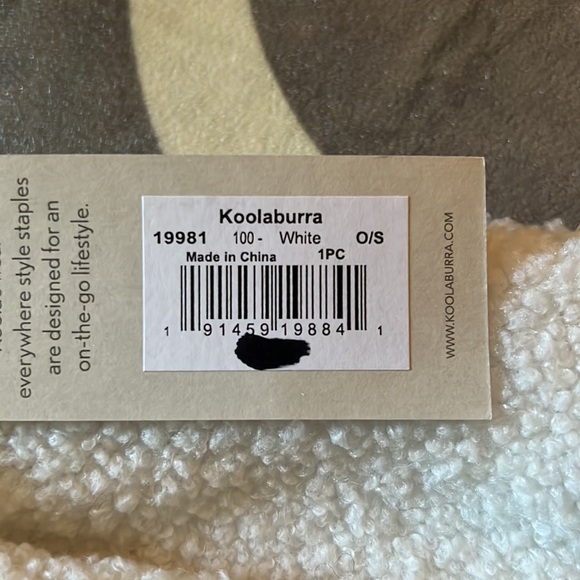 everywhere style staples
are designed for an
on-the-go lifestyle.
Koolaburra
19981 100 - White O/S
Made in China 1PC
1 91459 19884 1
WWW.KOOLABURRA.COM